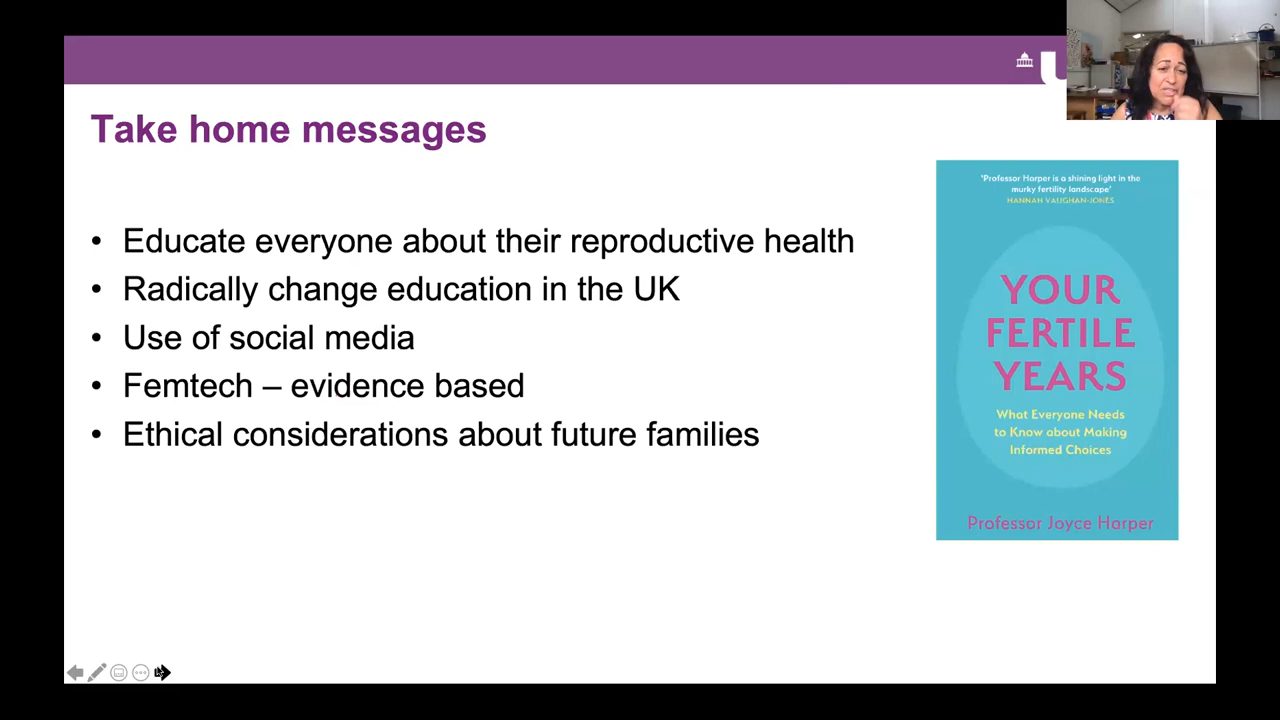 Take home messages
• Educate everyone about their reproductive health
• Radically change education in the UK
• Use of social media
• Femtech – evidence based
• Ethical considerations about future families
'Professor Harper is a shining light in the
murky fertility landscape'
HANNAH VAUGHAN-JONES
YOUR
FERTILE
YEARS
What Everyone Needs
to Know about Making
Informed Choices
Professor Joyce Harper